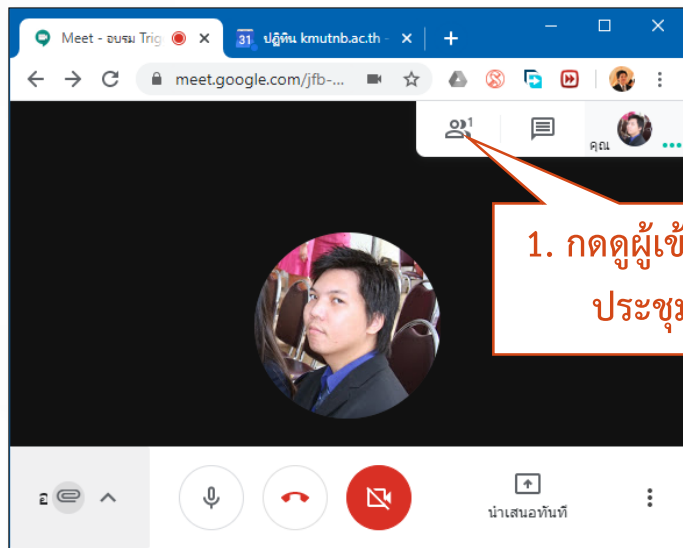 Meet - อบรม Trig
31 ปฏิทิน kmutnb.ac.th -
meet.google.com/jfb-...
1
คุณ
1. กดดูผู้เข้
ประชุม
อ
นำเสนอทันที